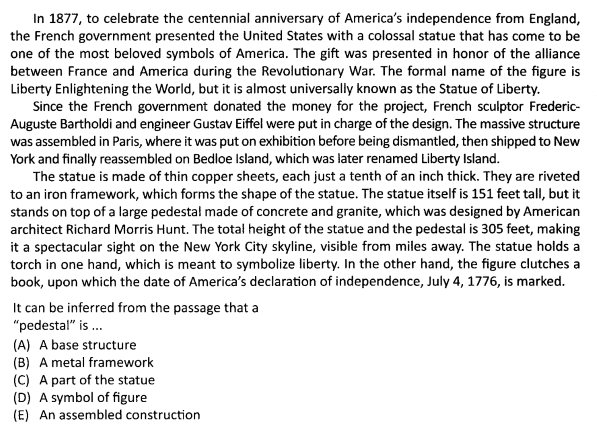 In 1877, to celebrate the centennial anniversary of America's independence from England,
the French government presented the United States with a colossal statue that has come to be
one of the most beloved symbols of America. The gift was presented in honor of the alliance
between France and America during the Revolutionary War. The formal name of the figure is
Liberty Enlightening the World, but it is almost universally known as the Statue of Liberty.
Since the French government donated the money for the project, French sculptor Frederic-
Auguste Bartholdi and engineer Gustav Eiffel were put in charge of the design. The massive structure
was assembled in Paris, where it was put on exhibition before being dismantled, then shipped to New
York and finally reassembled on Bedloe Island, which was later renamed Liberty Island.
The statue is made of thin copper sheets, each just a tenth of an inch thick. They are riveted
to an iron framework, which forms the shape of the statue. The statue itself is 151 feet tall, but it
stands on top of a large pedestal made of concrete and granite, which was designed by American
architect Richard Morris Hunt. The total height of the statue and the pedestal is 305 feet, making
it a spectacular sight on the New York City skyline, visible from miles away. The statue holds a
torch in one hand, which is meant to symbolize liberty. In the other hand, the figure clutches a
book, upon which the date of America's declaration of independence, July 4, 1776, is marked.
It can be inferred from the passage that a
"pedestal" is ...
(A) A base structure
(B) A metal framework
(C) A part of the statue
(D) A symbol of figure
(E) An assembled construction